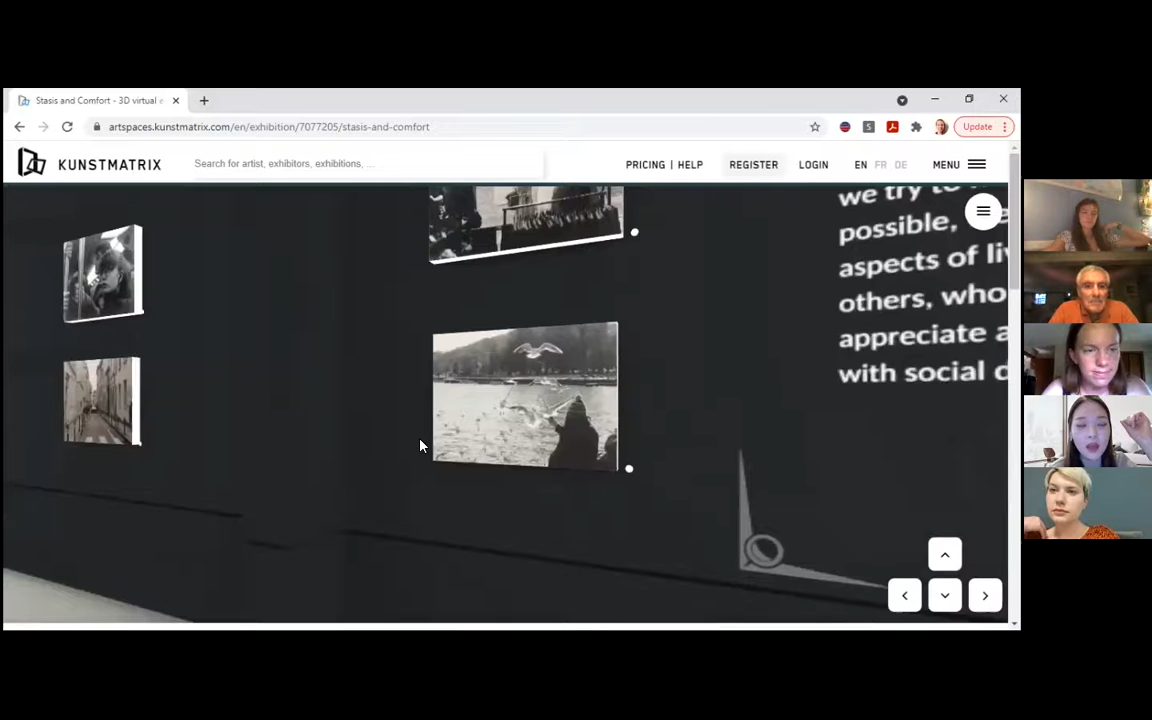 Stasis and Comfort - 3D virtual e
artspaces.kunstmatrix.com/en/exhibition/7077205/stasis-and-comfort
Update
KUNSTMATRIX
Search for artist, exhibitors, exhibitions, ...
PRICING | HELP
REGISTER
LOGIN
EN FR DE
MENU
we try to
possible,
aspects of li
others, who
appreciate a
with social d